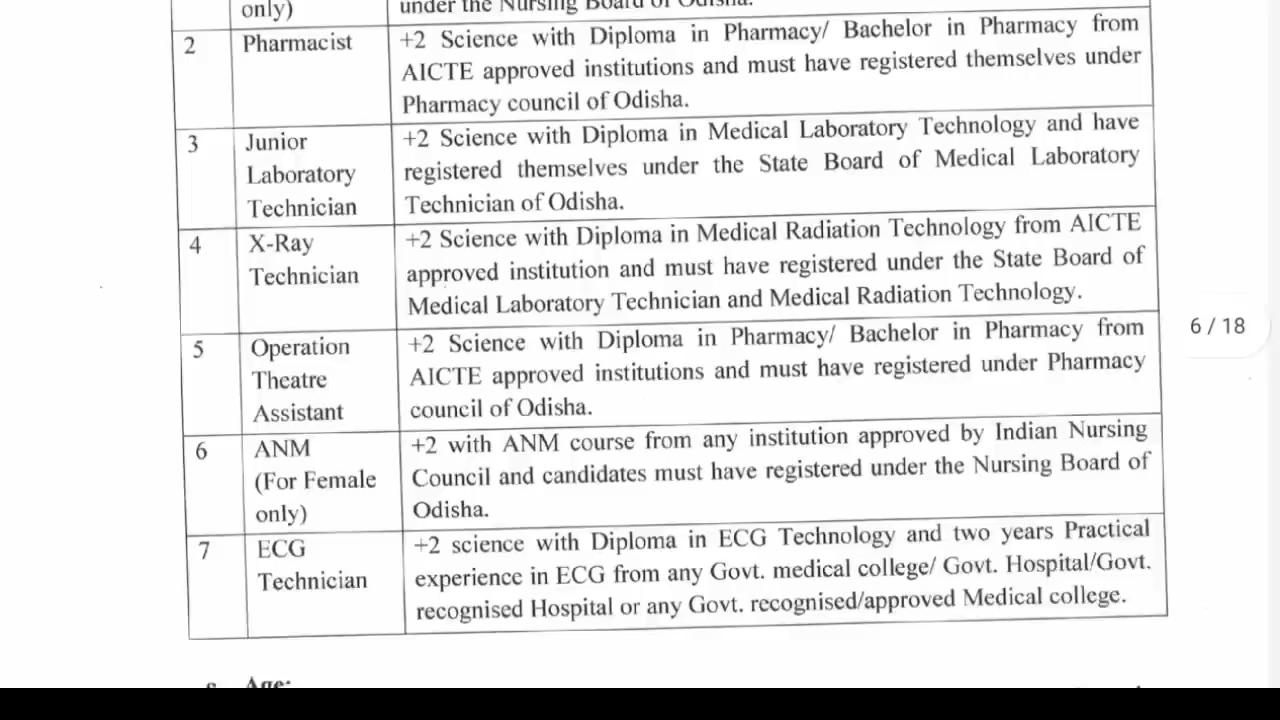 only)
under the Nursing Board of Odisha.
2
Pharmacist
+2 Science with Diploma in Pharmacy/ Bachelor in Pharmacy from
AICTE approved institutions and must have registered themselves under
Pharmacy council of Odisha.
3
Junior
Laboratory
Technician
+2 Science with Diploma in Medical Laboratory Technology and have
registered themselves under the State Board of Medical Laboratory
Technician of Odisha.
4
X-Ray
Technician
+2 Science with Diploma in Medical Radiation Technology from AICTE
approved institution and must have registered under the State Board of
Medical Laboratory Technician and Medical Radiation Technology.
6 / 18
5
Operation
Theatre
Assistant
+2 Science with Diploma in Pharmacy/ Bachelor in Pharmacy from
AICTE approved institutions and must have registered under Pharmacy
council of Odisha.
6
ANM
(For Female
only)
+2 with ANM course from any institution approved by Indian Nursing
Council and candidates must have registered under the Nursing Board of
Odisha.
7
ECG
Technician
+2 science with Diploma in ECG Technology and two years Practical
experience in ECG from any Govt. medical college/ Govt. Hospital/Govt.
recognised Hospital or any Govt. recognised/approved Medical college.
Age: